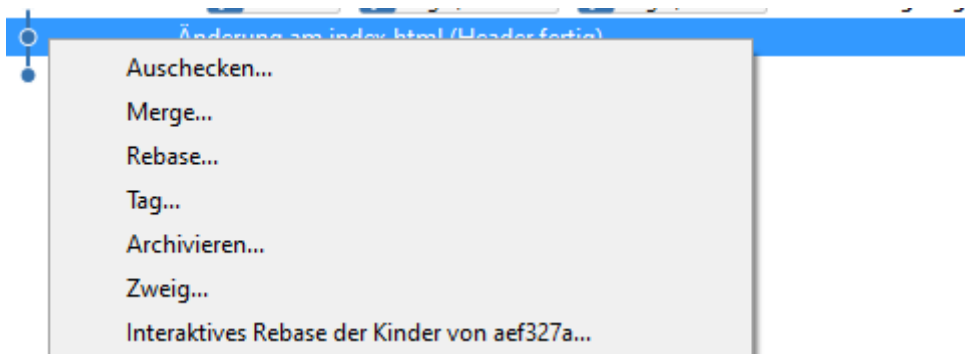 Änderung am index.html (Header fertig)
Auschecken...
Merge...
Rebase...
Tag...
Archivieren...
Zweig...
Interaktives Rebase der Kinder von aef327a...